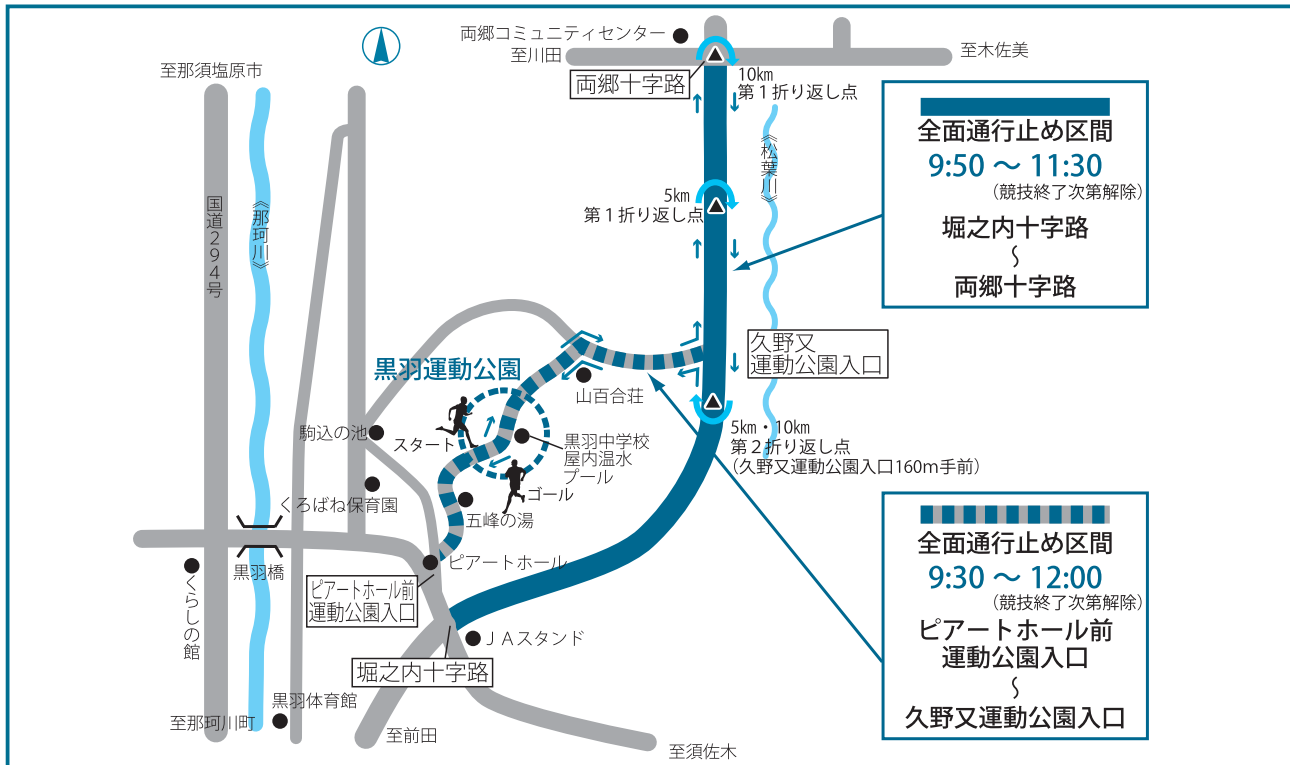 両郷コミュニティセンター
至川田
至木佐美
至那須塩原市
両郷十字路
10km
第1折り返し点
全面通行止め区間
9:50 ～ 11:30
(競技終了次第解除)
堀之内十字路
～
両郷十字路
《松葉川》
5km
第1折り返し点
国道294号
《那珂川》
久野又
運動公園入口
黒羽運動公園
山百合荘
駒込の池
スタート
黒羽中学校
屋内温水
プール
5km・10km
第2折り返し点
(久野又運動公園入口160m手前)
ゴール
くろばね保育園
五峰の湯
全面通行止め区間
9:30 ～ 12:00
(競技終了次第解除)
ピアートホール前
運動公園入口
～
久野又運動公園入口
黒羽橋
ピアートホール
くらしの館
ピアートホール前
運動公園入口
JAスタンド
堀之内十字路
黒羽体育館
至那珂川町
至前田
至須佐木